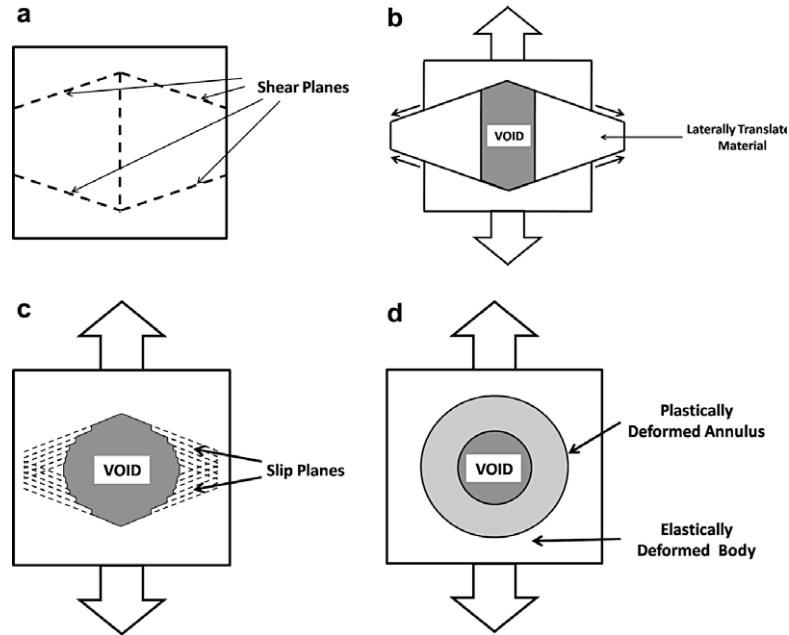 a
Shear Planes
b
VOID
Laterally Translate
Material
c
VOID
Slip Planes
d
VOID
Plastically
Deformed Annulus
Elastically
Deformed Body